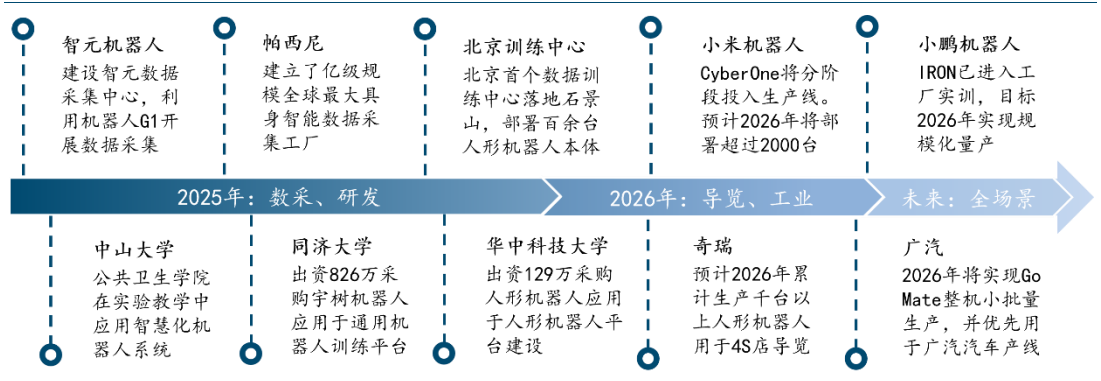 智元机器人
建设智元数据
采集中心，利
用机器人G1开
展数据采集
帕西尼
建立了亿级规
模全球最大具
身智能数据采
集工厂
北京训练中心
北京首个数据训
练中心落地石景
山，部署百余台
人形机器人本体
小米机器人
CyberOne将分阶
段投入生产线。
预计2026年将部
署超过2000台
小鹏机器人
IRON已进入工
厂实训，目标
2026年实现规
模化量产
2025年：数采、研发
2026年：导览、工业
未来：全场景
中山大学
公共卫生学院
在实验教学中
应用智慧化机
器人系统
同济大学
出资826万采
购宇树机器人
应用于通用机
器人训练平台
华中科技大学
出资129万采购
人形机器人应用
于人形机器人平
台建设
奇瑞
预计2026年累
计生产千台以
上人形机器人
用于4S店导览
广汽
2026年将实现Go
Mate整机小批量
生产，并优先用
于广汽汽车产线